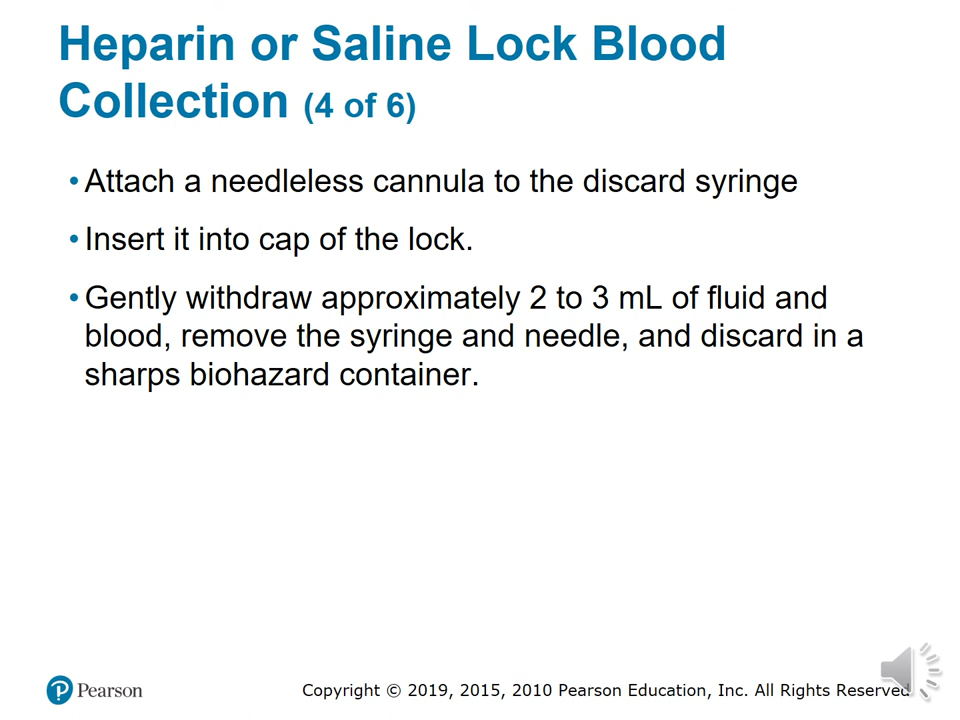 Heparin or Saline Lock Blood
Collection (4 of 6)
• Attach a needleless cannula to the discard syringe
• Insert it into cap of the lock.
• Gently withdraw approximately 2 to 3 mL of fluid and
blood, remove the syringe and needle, and discard in a
sharps biohazard container.
Pearson
Copyright © 2019, 2015, 2010 Pearson Education, Inc. All Rights Reserved